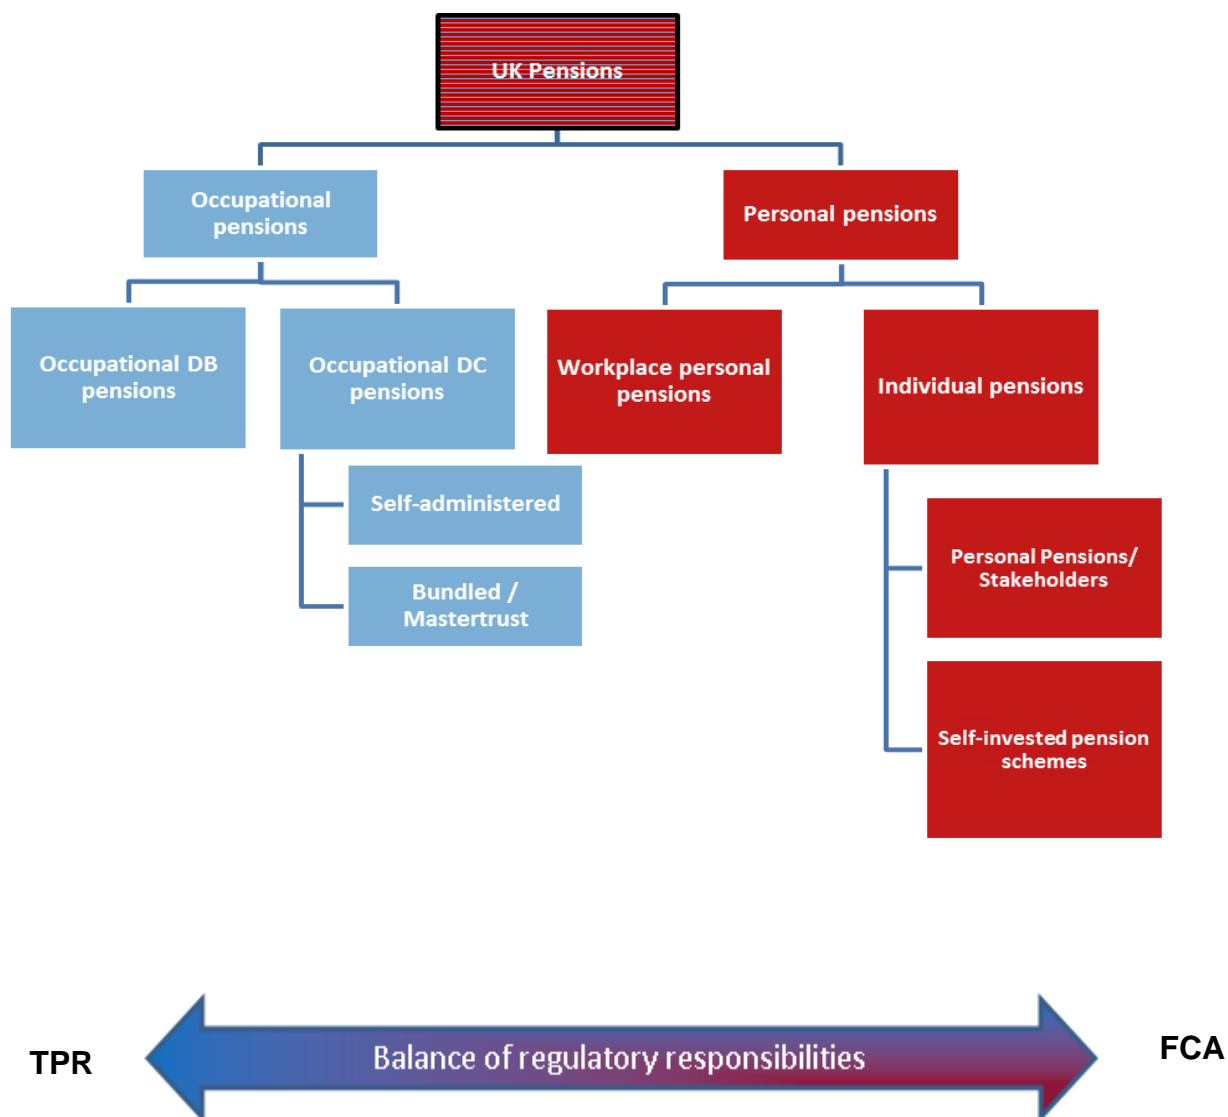 UK Pensions
Occupational
pensions
Personal pensions
Occupational DB
pensions
Occupational DC
pensions
Workplace personal
pensions
Individual pensions
Self-administered
Bundled /
Mastertrust
Personal Pensions/
Stakeholders
Self-invested pension
schemes
TPR
Balance of regulatory responsibilities
FCA